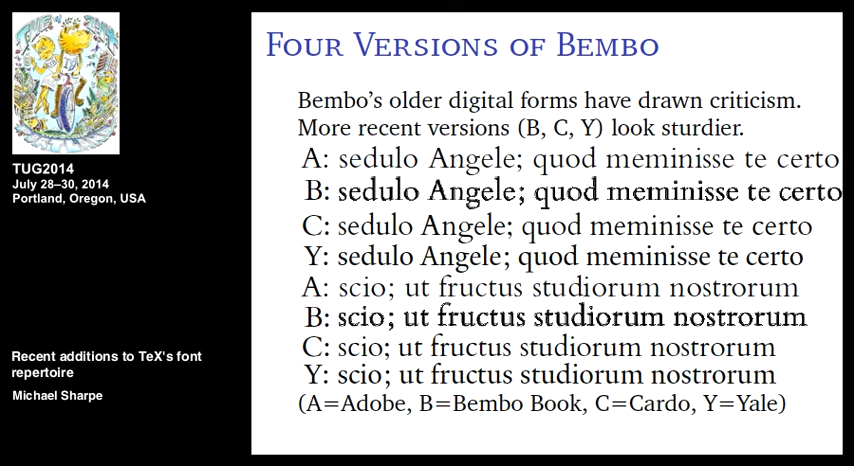 FOUR VERSIONS OF BEMBO
Bembo's older digital forms have drawn criticism.
More recent versions (B, C, Y) look sturdier.
A: sedulo Angele; quod meminisse te certo
B: sedulo Angele; quod meminisse te certo
C: sedulo Angele; quod meminisse te certo
Y: sedulo Angele; quod meminisse te certo
A: scio; ut fructus studiorum nostrorum
B: scio; ut fructus studiorum nostrorum
C: scio; ut fructus studiorum nostrorum
Y: scio; ut fructus studiorum nostrorum
(A=Adobe, B=Bembo Book, C=Cardo, Y=Yale)
TUG2014
July 28–30, 2014
Portland, Oregon, USA
Recent additions to TeX's font
repertoire
Michael Sharpe